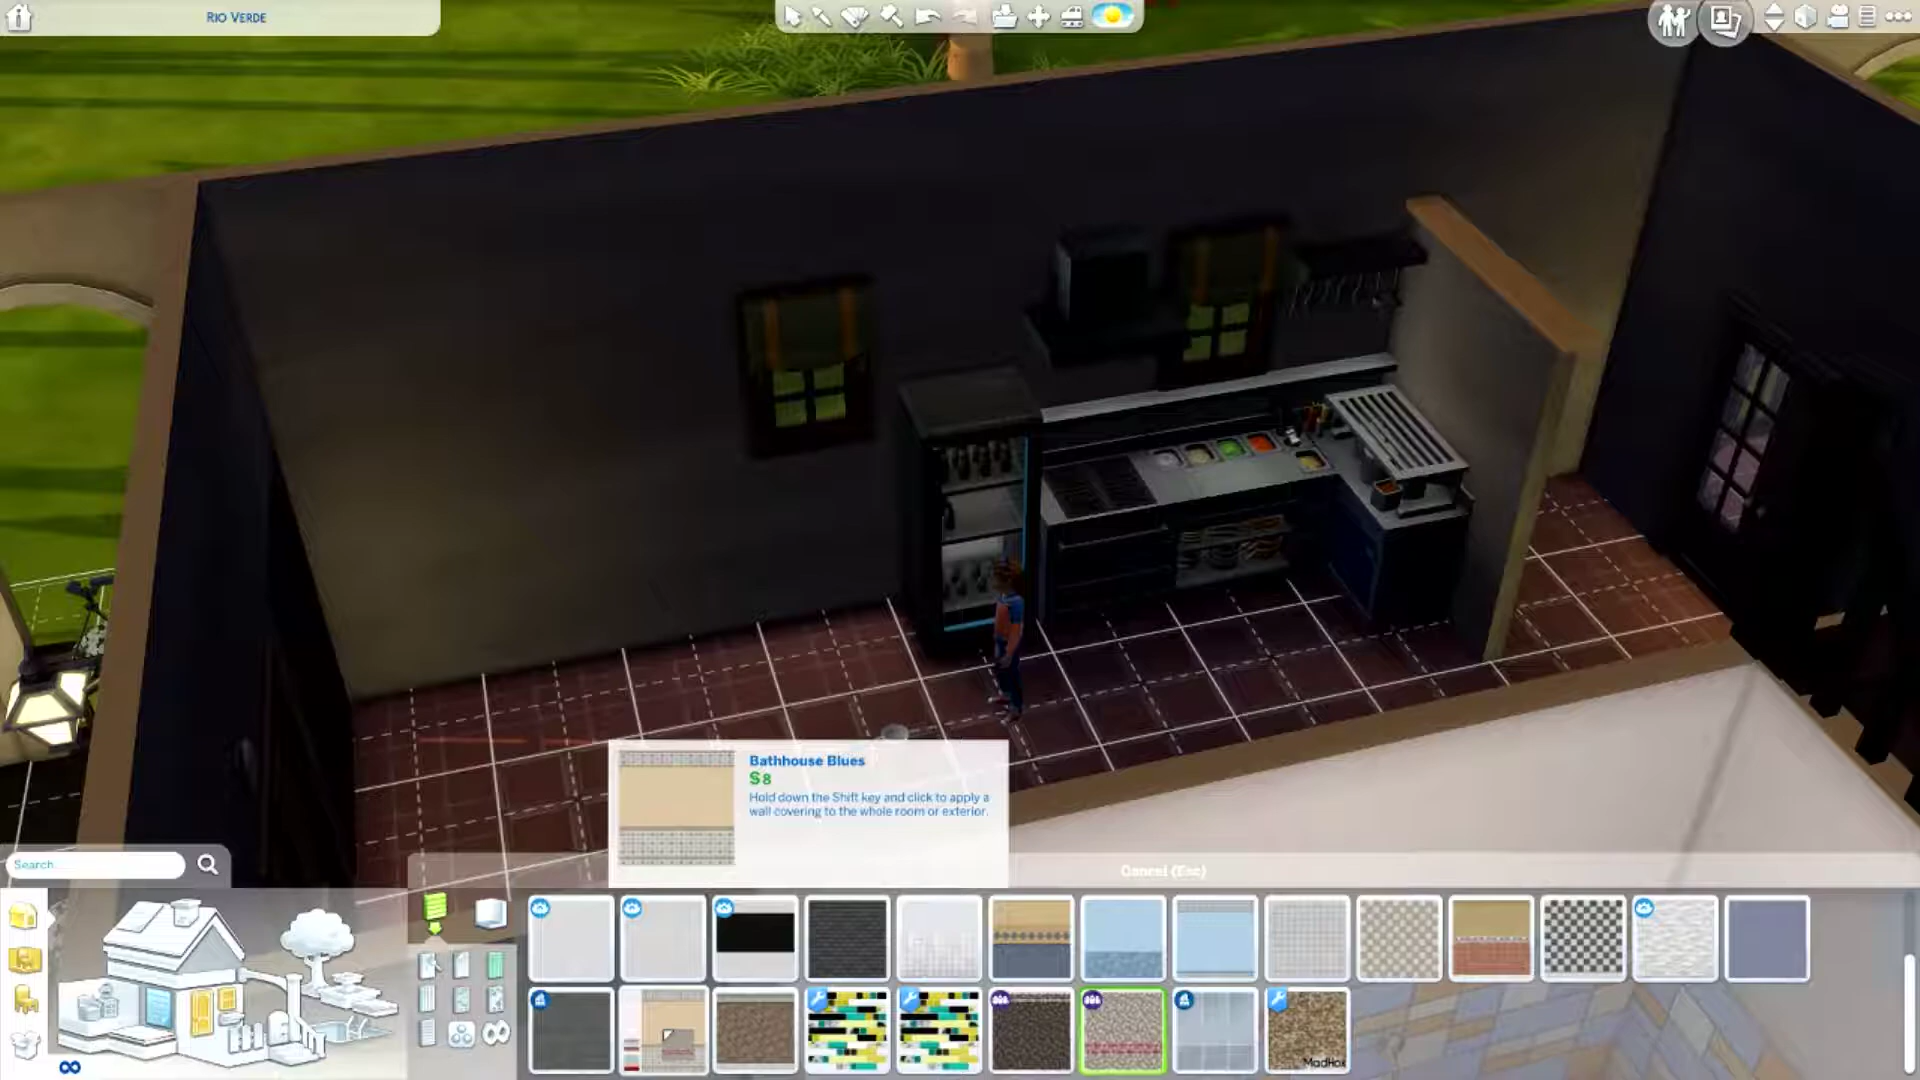 RIO VERDE
Bathhouse Blues
$8
Hold down the Shift key and click to apply a
wall covering to the whole room or exterior.
Search...
Cancel (Esc)
MadHox